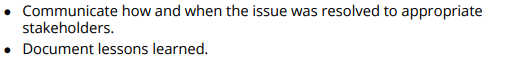 • Communicate how and when the issue was resolved to appropriate
stakeholders.
• Document lessons learned.